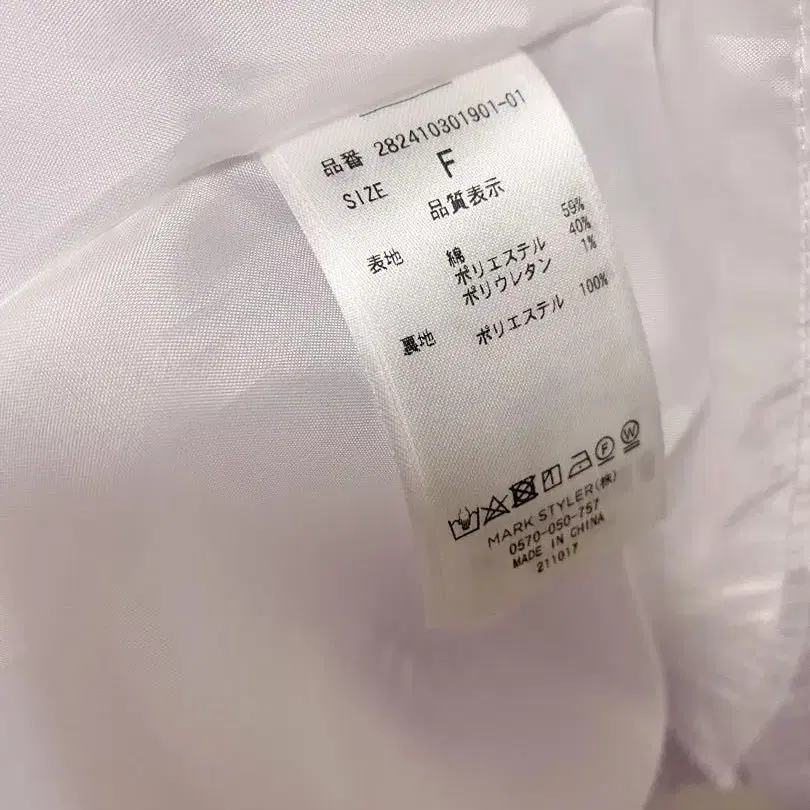 品番 282410301901-01
SIZE F
品質表示
表地 綿 59%
ポリエステル 40%
ポリウレタン 1%
裏地 ポリエステル 100%
F W
MARK STYLER(株)
0570-050-757
MADE IN CHINA
211017